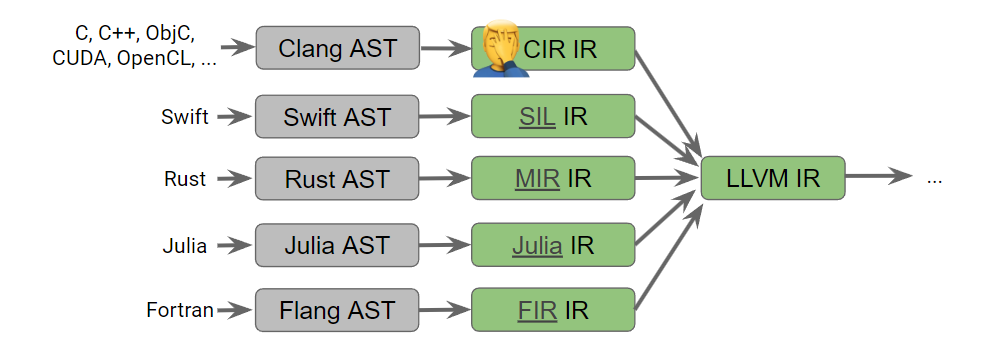 C, C++, ObjC,
CUDA, OpenCL, ...
Clang AST
CIR IR
Swift
Swift AST
SIL IR
Rust
Rust AST
MIR IR
LLVM IR
...
Julia
Julia AST
Julia IR
Fortran
Flang AST
FIR IR